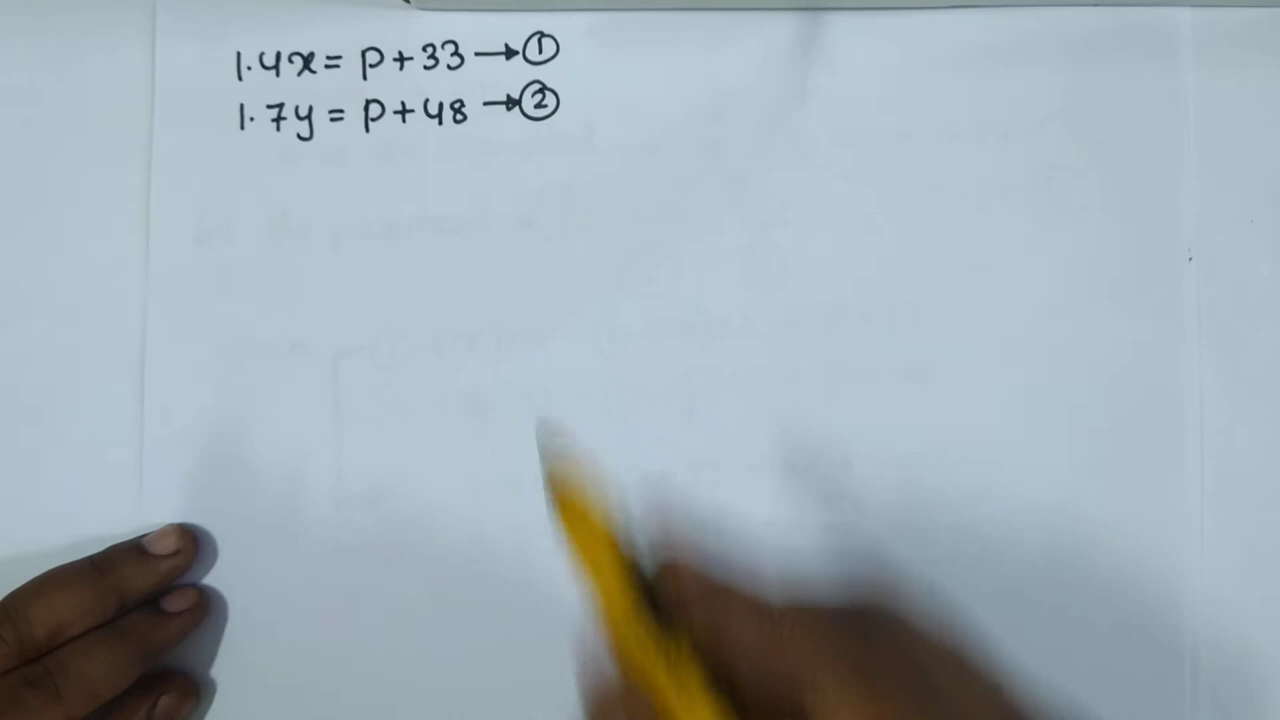 1.4x = p+33 → ①
1.7y = p+48 → ②